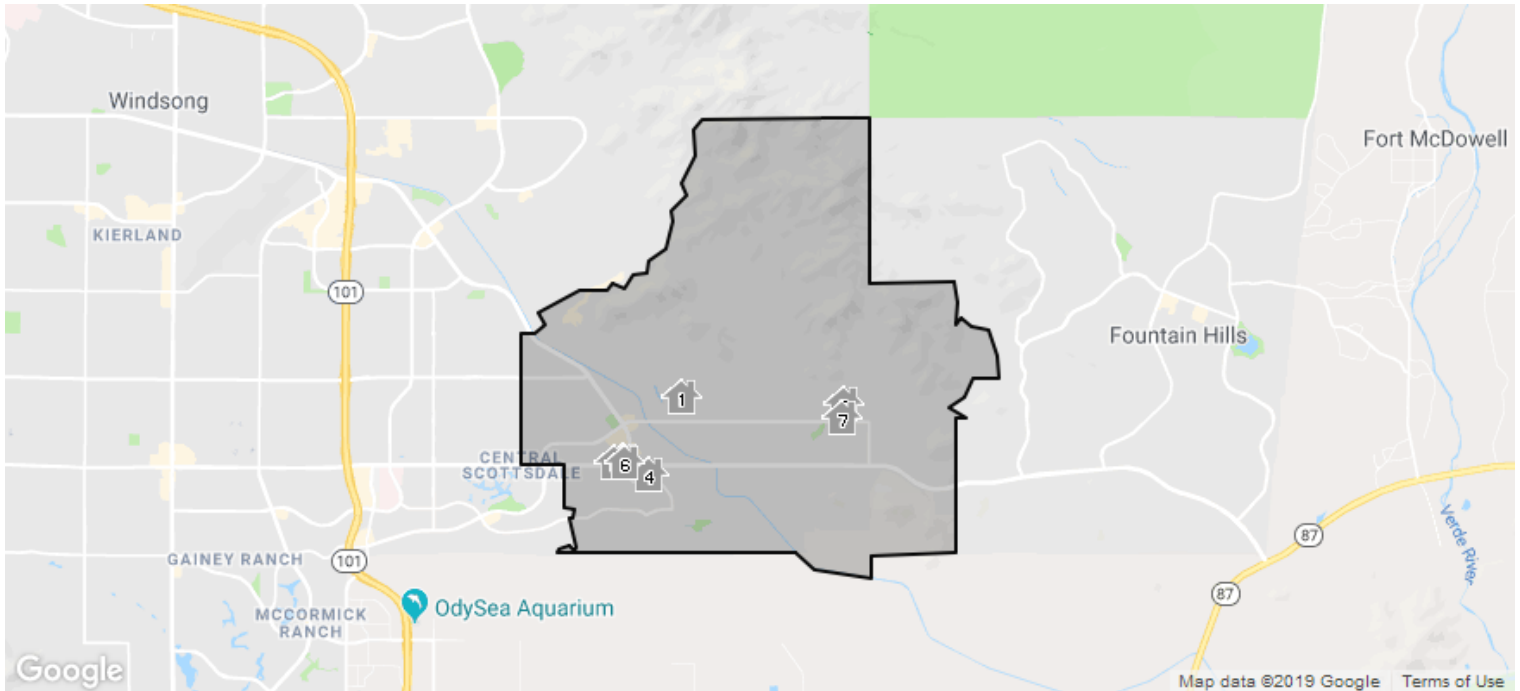 Windsong
Fort McDowell
KIERLAND
101
Fountain Hills
1
7
CENTRAL
SCOTTSDALE
6
4
Verde River
87
GAINEY RANCH
101
87
MCCORMICK
RANCH
OdySea Aquarium
Google
Map data ©2019 Google
Terms of Use